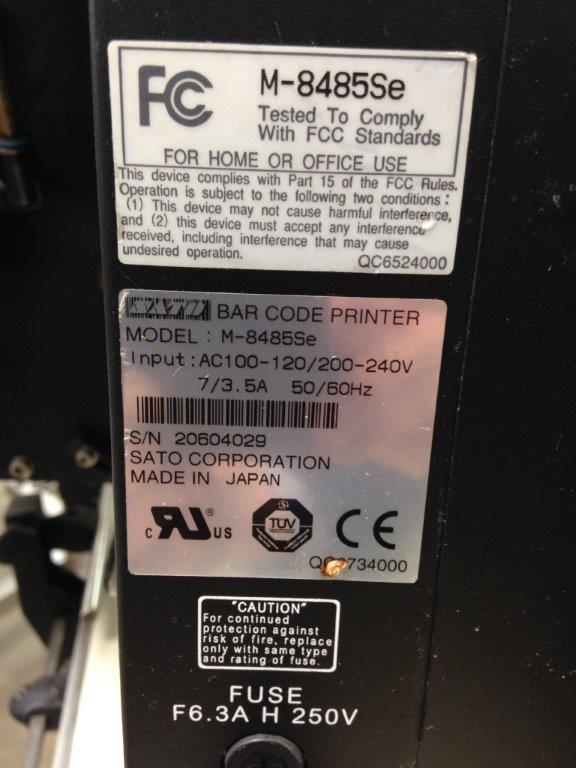 FC
M-8485Se
Tested To Comply
With FCC Standards
FOR HOME OR OFFICE USE
This device complies with Part 15 of the FCC Rules.
Operation is subject to the following two conditions :
(1) This device may not cause harmful interference,
and (2) this device must accept any interference
received, including interference that may cause
undesired operation.
QC6524000
SATO BAR CODE PRINTER
MODEL : M-8485Se
Input : AC100-120/200-240V
7/3.5A 50/60Hz
S/N 20604029
SATO CORPORATION
MADE IN JAPAN
c RU ® US TÜV CE
734000
"CAUTION"
For continued
protection against
risk of fire, replace
only with same type
and rating of fuse.
FUSE
F6.3A H 250V